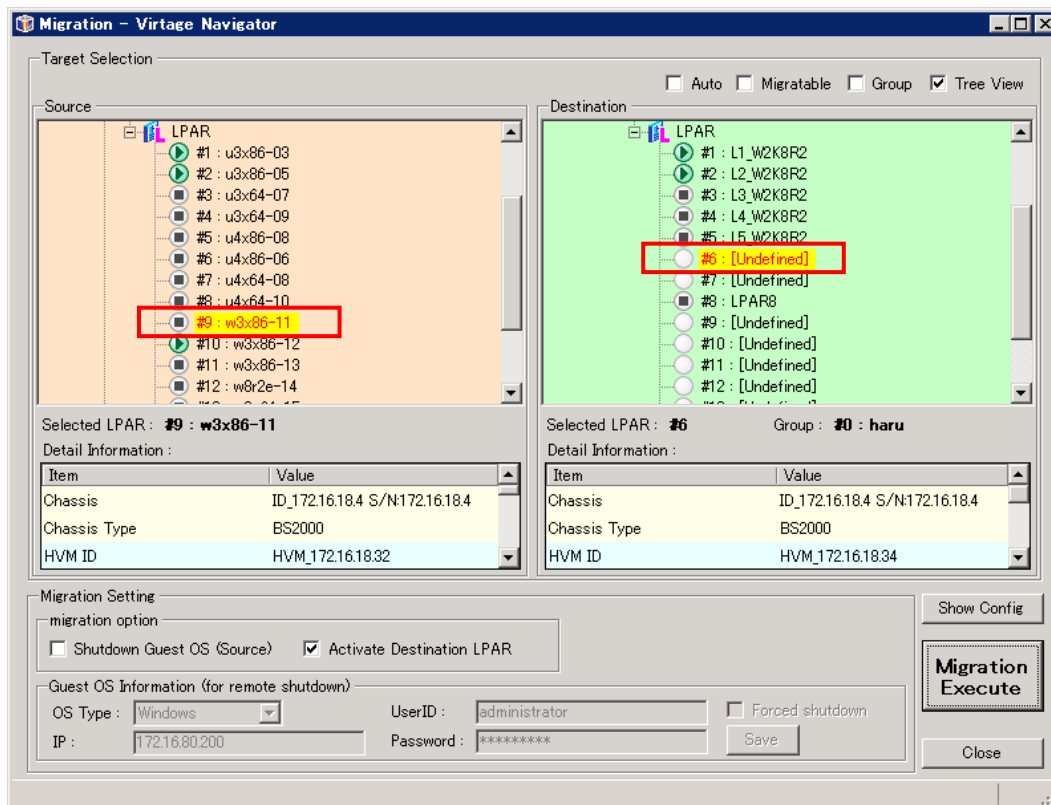 Migration - Virtage Navigator
Target Selection
Auto Migratable Group Tree View
Source
LPAR
#1 : u3x86-03
#2 : u3x86-05
#3 : u3x64-07
#4 : u3x64-09
#5 : u4x86-08
#6 : u4x86-06
#7 : u4x64-08
#8 : u4x64-10
#9 : w3x86-11
#10 : w3x86-12
#11 : w3x86-13
#12 : w8r2e-14
Selected LPAR : #9 : w3x86-11
Detail Information :
Item Value
Chassis ID_172.16.18.4 S/N:172.16.18.4
Chassis Type BS2000
HVM ID HVM_172.16.18.32
Destination
LPAR
#1 : L1_W2K8R2
#2 : L2_W2K8R2
#3 : L3_W2K8R2
#4 : L4_W2K8R2
#5 : L5_W2K8R2
#6 : [Undefined]
#7 : [Undefined]
#8 : LPAR8
#9 : [Undefined]
#10 : [Undefined]
#11 : [Undefined]
#12 : [Undefined]
Selected LPAR : #6 Group : #0 : haru
Detail Information :
Item Value
Chassis ID_172.16.18.4 S/N:172.16.18.4
Chassis Type BS2000
HVM ID HVM_172.16.18.34
Migration Setting
migration option
Shutdown Guest OS (Source) Activate Destination LPAR
Guest OS Information (for remote shutdown)
OS Type : Windows UserID : administrator Forced shutdown
IP : 172.16.80.200 Password : ********* Save
Show Config
Migration
Execute
Close